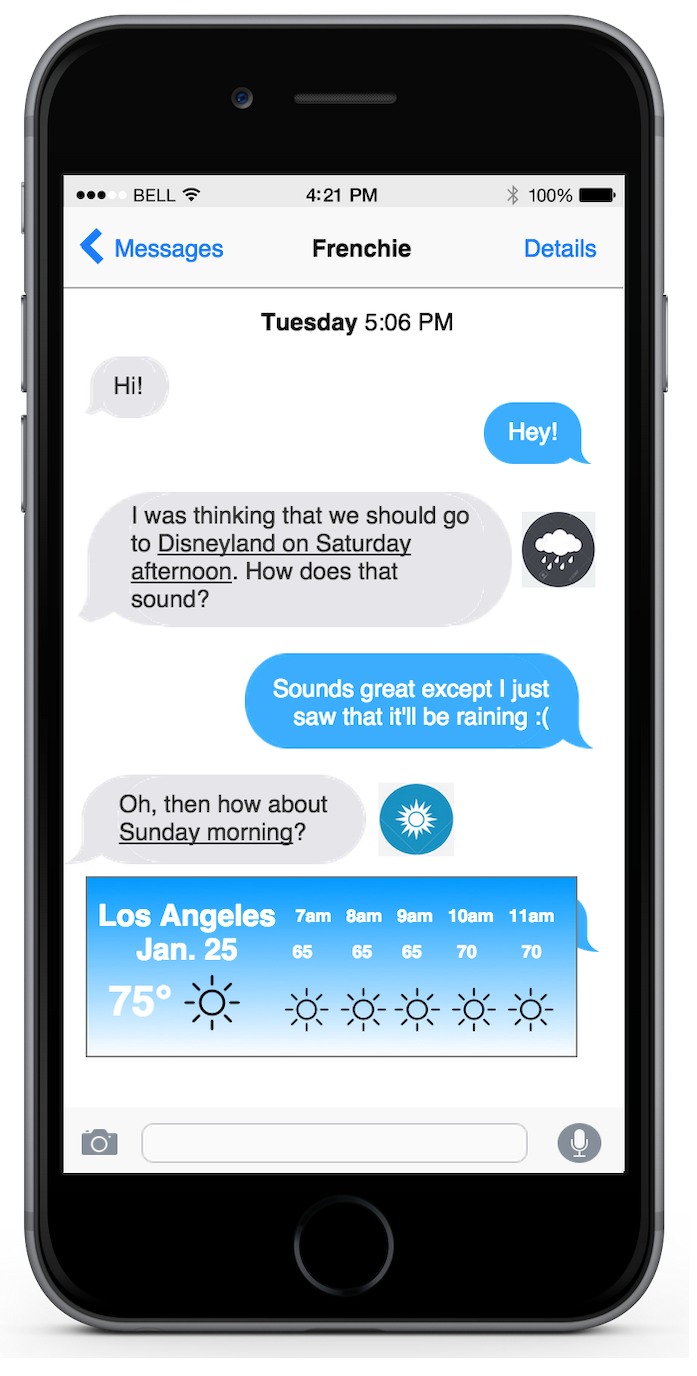 BELL 4:21 PM 100%
Messages Frenchie Details
Tuesday 5:06 PM
Hi!
Hey!
I was thinking that we should go
to Disneyland on Saturday
afternoon. How does that
sound?
Sounds great except I just
saw that it'll be raining :(
Oh, then how about
Sunday morning?
Los Angeles 7am 8am 9am 10am 11am
Jan. 25 65 65 65 70 70
75°